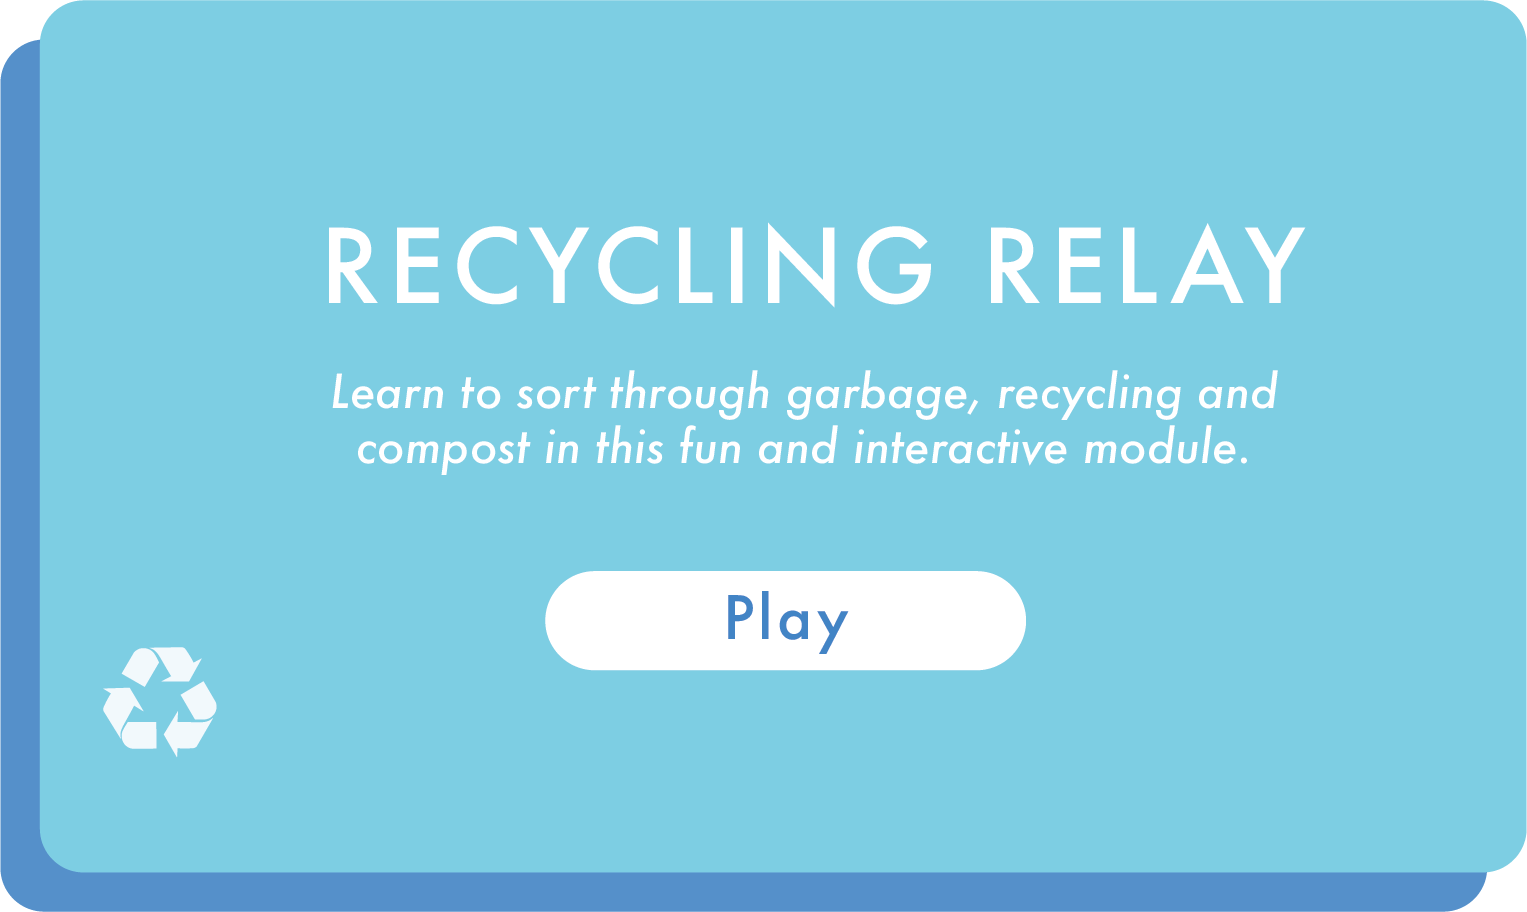 RECYCLING RELAY
Learn to sort through garbage, recycling and
compost in this fun and interactive module.
Play